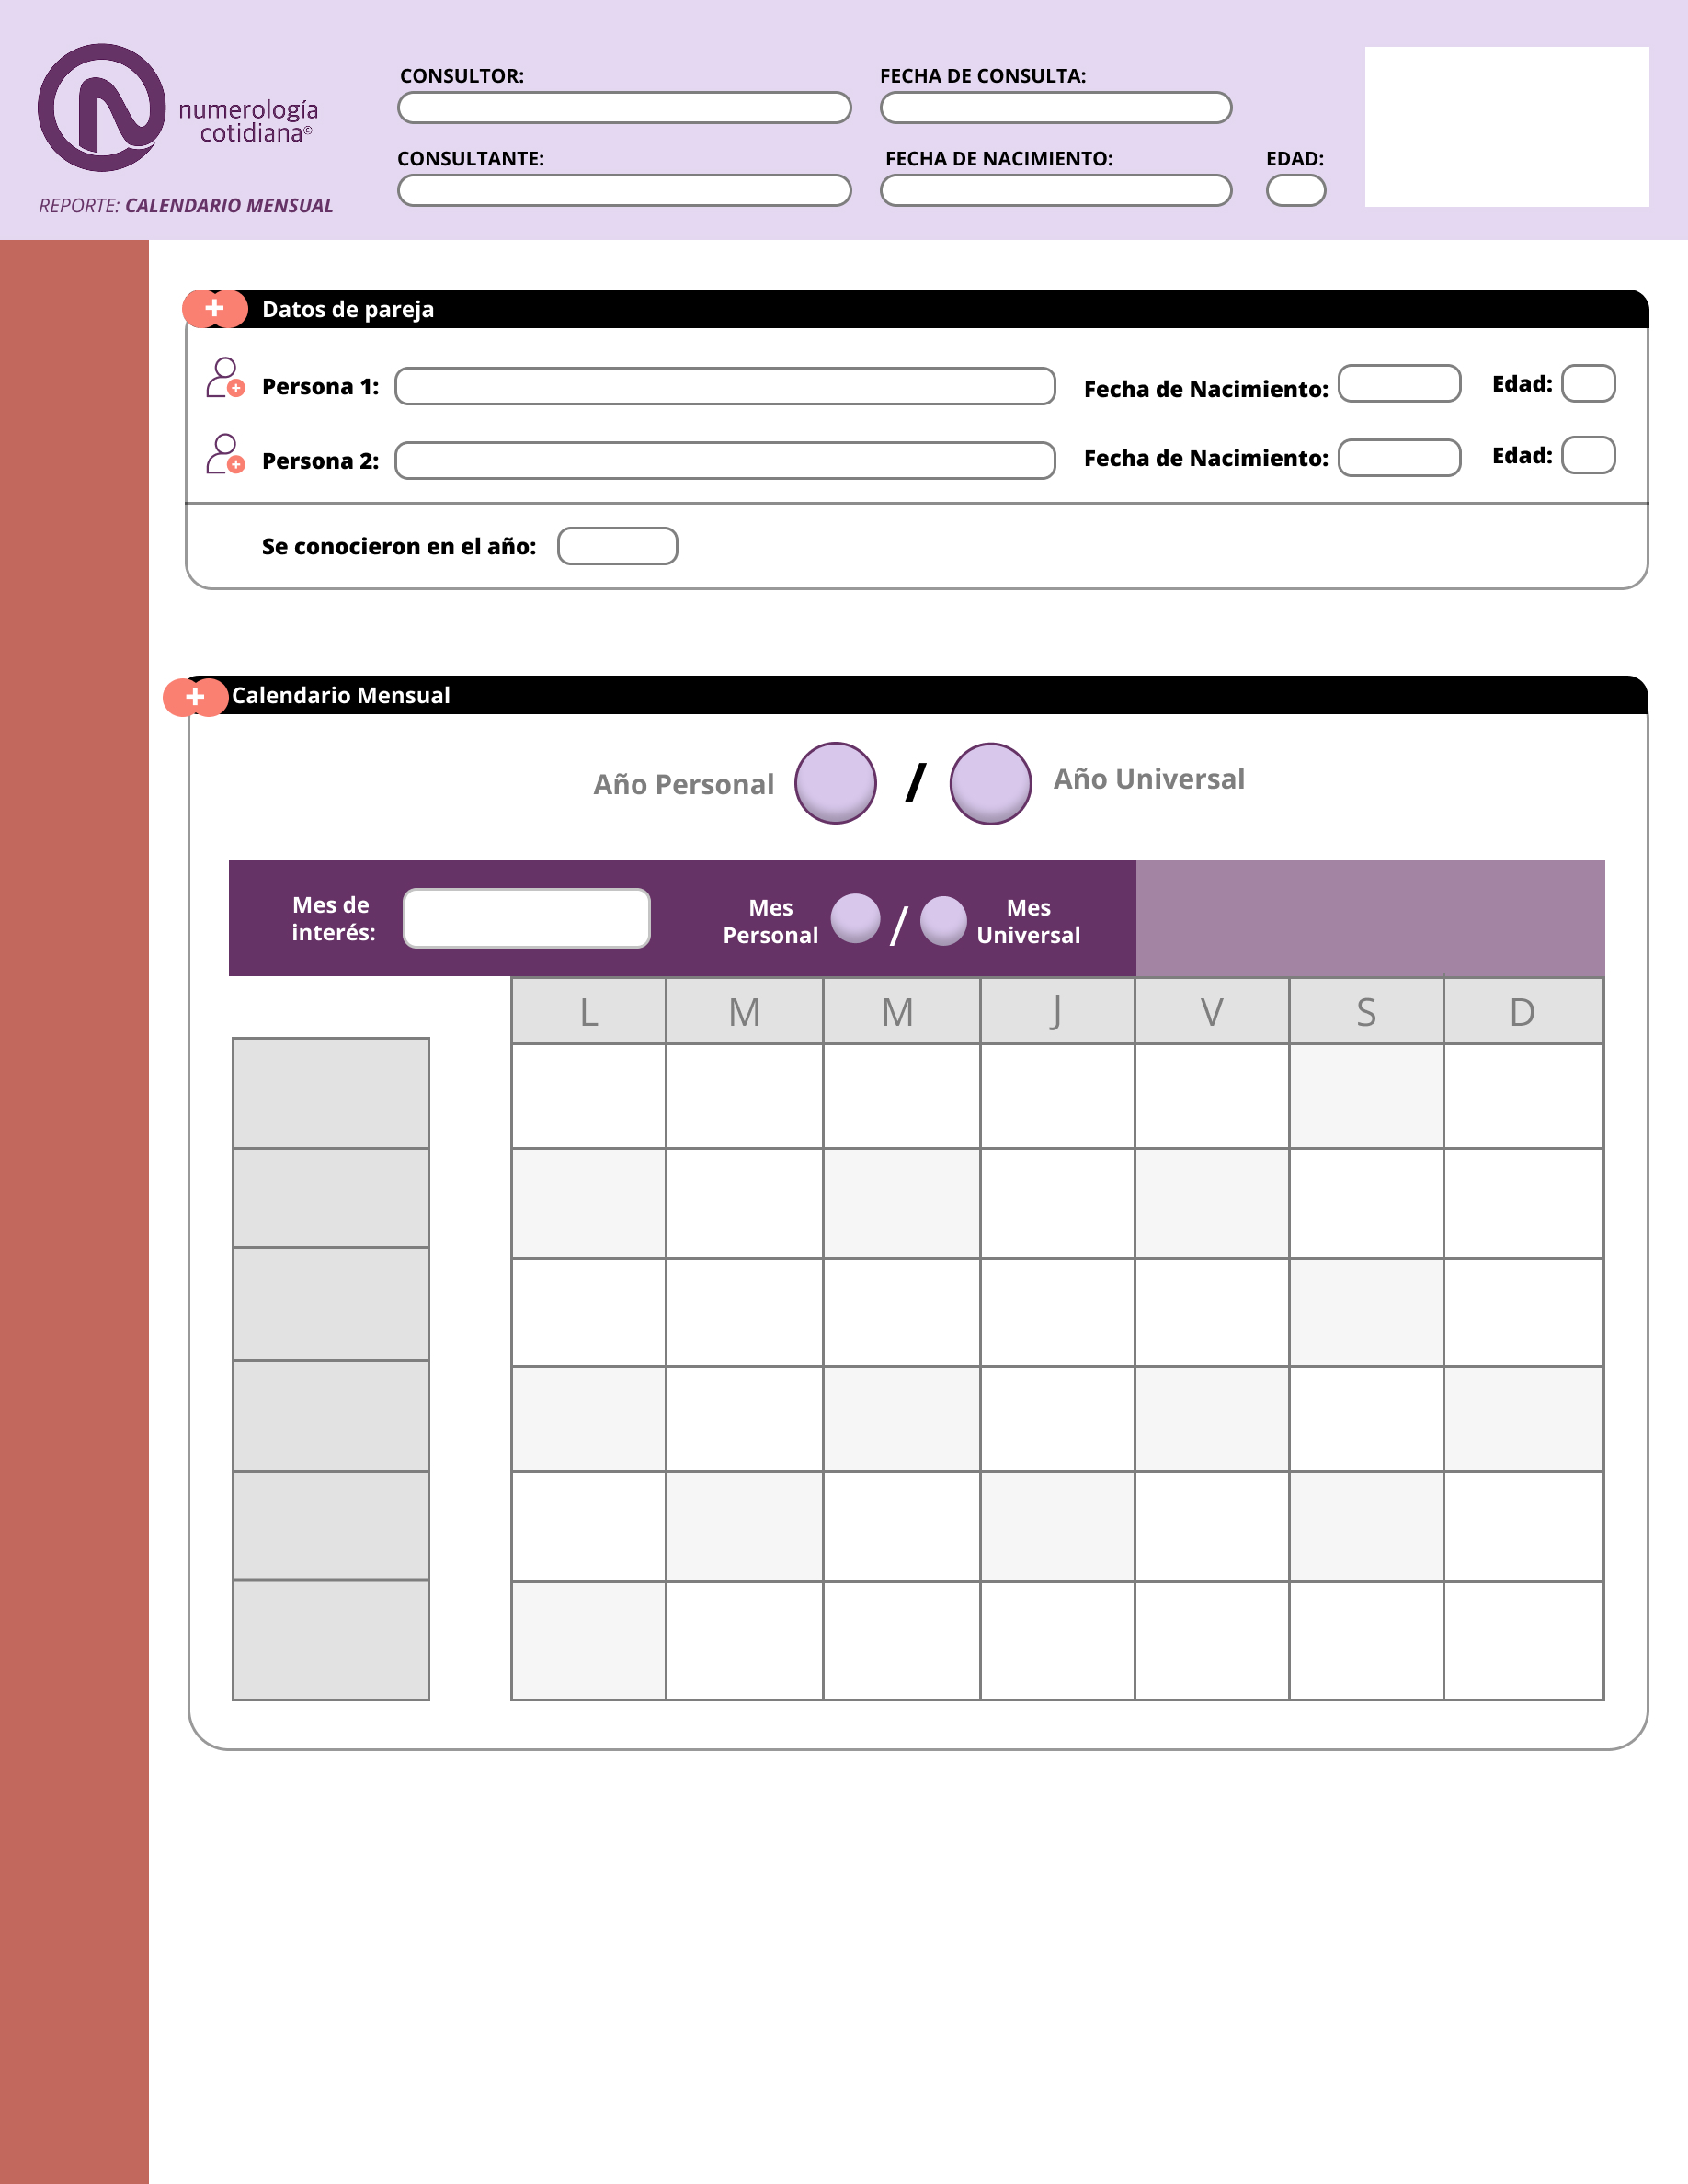 numerología
cotidiana©
REPORTE: CALENDARIO MENSUAL
CONSULTOR:
FECHA DE CONSULTA:
CONSULTANTE:
FECHA DE NACIMIENTO:
EDAD:
+ Datos de pareja
Persona 1:
Fecha de Nacimiento:
Edad:
Persona 2:
Fecha de Nacimiento:
Edad:
Se conocieron en el año:
+ Calendario Mensual
Año Personal / Año Universal
Mes de
interés:
Mes
Personal
/
Mes
Universal
L M M J V S D